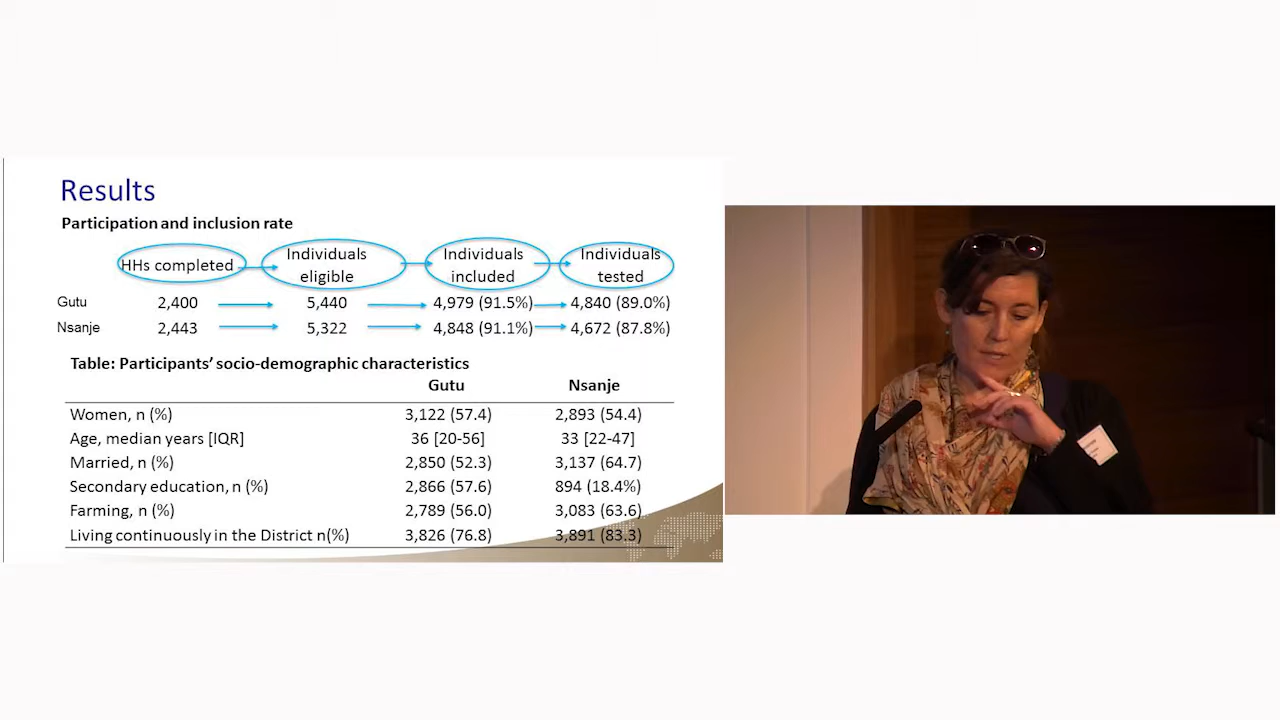 Results
Participation and inclusion rate
HHs completed
Individuals
eligible
Individuals
included
Individuals
tested
Gutu 2,400 5,440 4,979 (91.5%) 4,840 (89.0%)
Nsanje 2,443 5,322 4,848 (91.1%) 4,672 (87.8%)
Table: Participants’ socio-demographic characteristics
Gutu Nsanje
Women, n (%) 3,122 (57.4) 2,893 (54.4)
Age, median years [IQR] 36 [20-56] 33 [22-47]
Married, n (%) 2,850 (52.3) 3,137 (64.7)
Secondary education, n (%) 2,866 (57.6) 894 (18.4%)
Farming, n (%) 2,789 (56.0) 3,083 (63.6)
Living continuously in the District n(%) 3,826 (76.8) 3,891 (83.3)